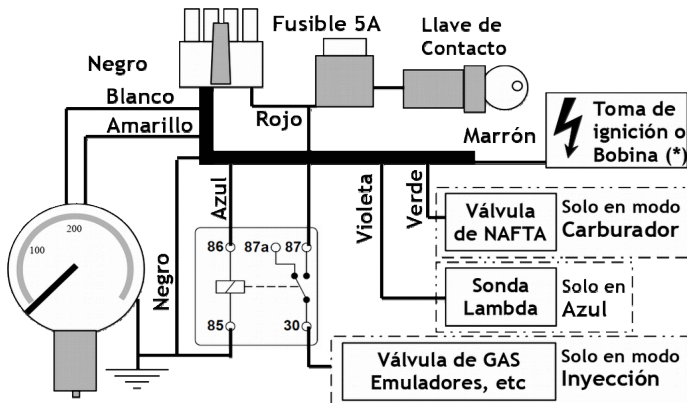 Fusible 5A
Llave de
Contacto
Negro
Blanco
Amarillo
Rojo
Marrón
Toma de
ignición o
Bobina (*)
Azul
Violeta
Verde
Negro
200
100
86
87a
87
85
30
Válvula
de NAFTA
Solo en modo
Carburador
Sonda
Lambda
Solo en
Azul
Válvula de GAS
Emuladores, etc
Solo en modo
Inyección